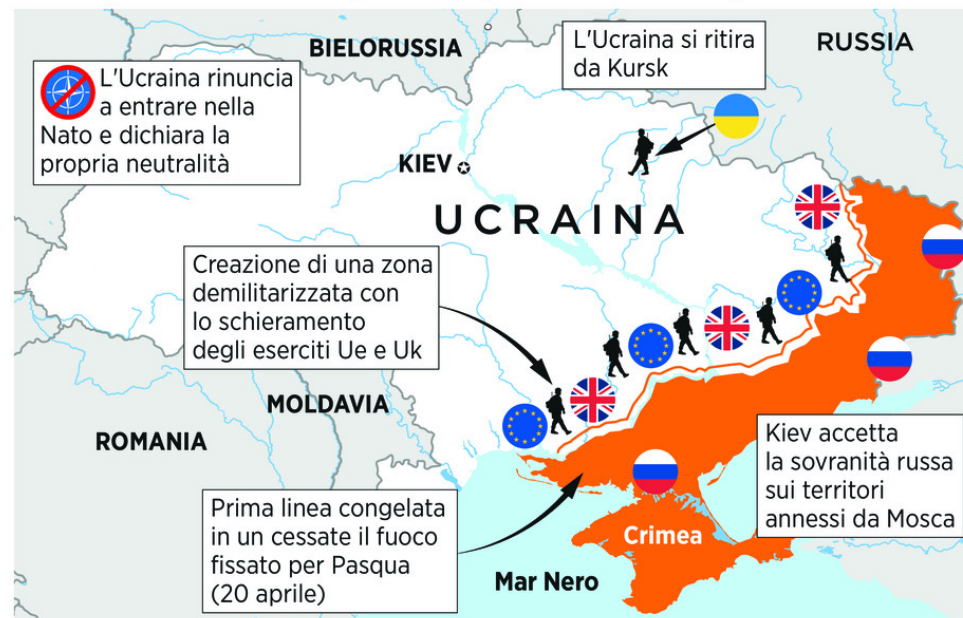 BIELORUSSIA
RUSSIA
L'Ucraina si ritira
da Kursk
L'Ucraina rinuncia
a entrare nella
Nato e dichiara la
propria neutralità
KIEV
UCRAINA
Creazione di una zona
demilitarizzata con
lo schieramento
degli eserciti Ue e Uk
MOLDAVIA
ROMANIA
Kiev accetta
la sovranità russa
sui territori
annessi da Mosca
Prima linea congelata
in un cessate il fuoco
fissato per Pasqua
(20 aprile)
Crimea
Mar Nero